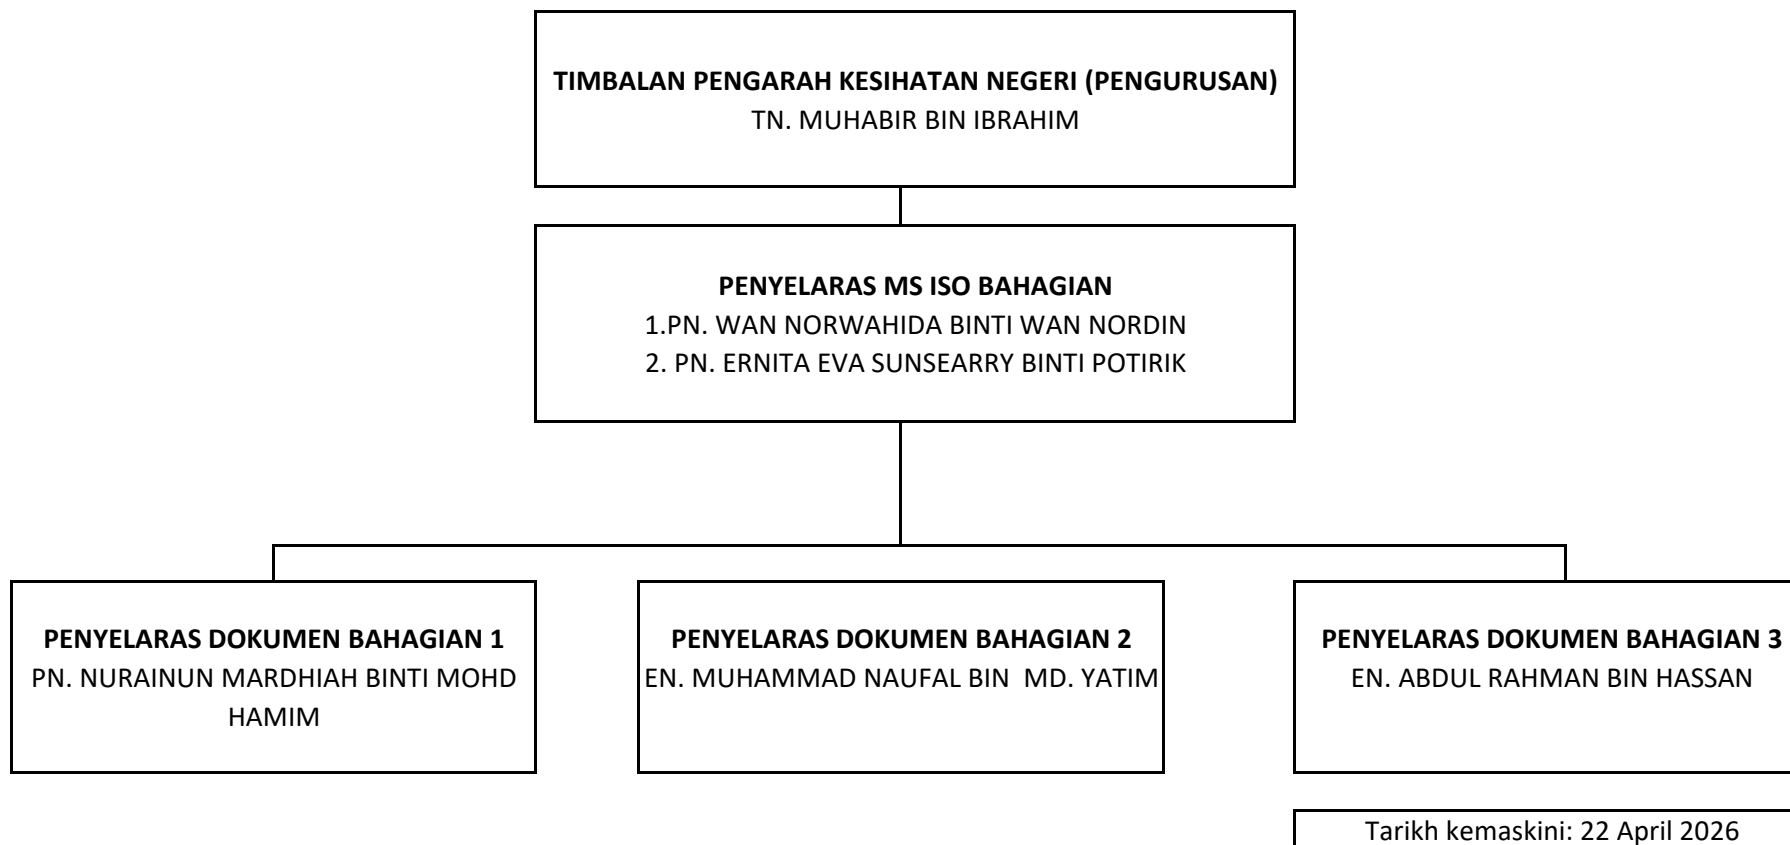 TIMBALAN PENGARAH KESIHATAN NEGERI (PENGURUSAN)
TN. MUHABIR BIN IBRAHIM
PENYELARAS MS ISO BAHAGIAN
1.PN. WAN NORWAHIDA BINTI WAN NORDIN
2. PN. ERNITA EVA SUNSEARRY BINTI POTIRIK
PENYELARAS DOKUMEN BAHAGIAN 1
PN. NURAINUN MARDHIAH BINTI MOHD
HAMIM
PENYELARAS DOKUMEN BAHAGIAN 2
EN. MUHAMMAD NAUFAL BIN  MD. YATIM
PENYELARAS DOKUMEN BAHAGIAN 3
EN. ABDUL RAHMAN BIN HASSAN
Tarikh kemaskini: 22 April 2026